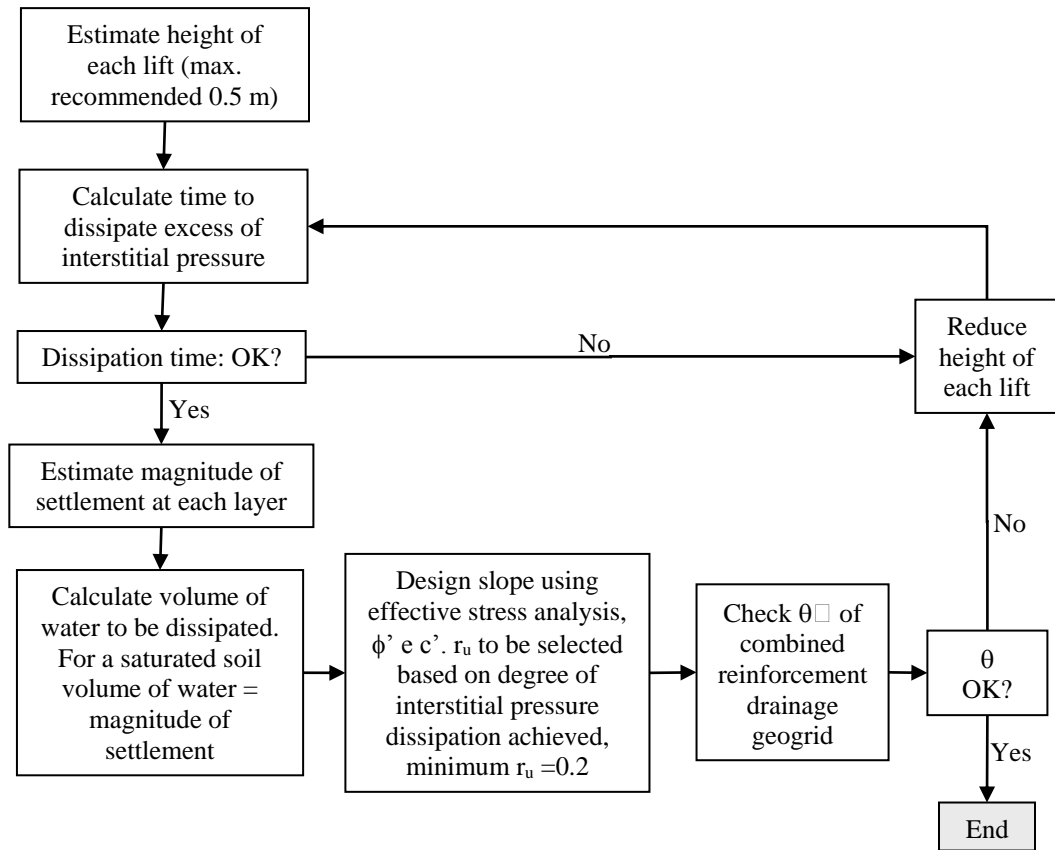 Estimate height of
each lift (max.
recommended 0.5 m)
Calculate time to
dissipate excess of
interstitial pressure
Dissipation time: OK?
No
Reduce
height of
each lift
Yes
Estimate magnitude of
settlement at each layer
No
Calculate volume of
water to be dissipated.
For a saturated soil
volume of water =
magnitude of
settlement
Design slope using
effective stress analysis,
ϕ’ e c’. rᵤ to be selected
based on degree of
interstitial pressure
dissipation achieved,
minimum rᵤ =0.2
Check θ□ of
combined
reinforcement
drainage
geogrid
θ
OK?
Yes
End